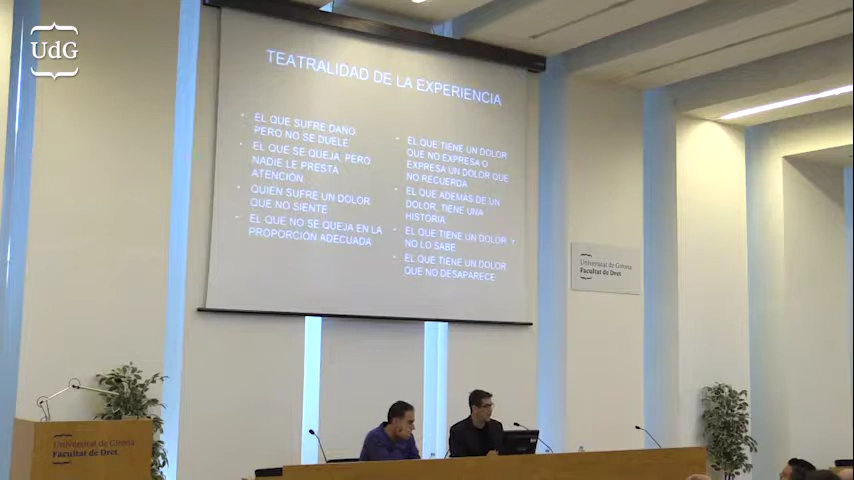 UdG
TEATRALIDAD DE LA EXPERIENCIA
- EL QUE SUFRE DAÑO,
PERO NO SE DUELE
- EL QUE SE QUEJA, PERO
NADIE LE PRESTA
ATENCIÓN
- QUIEN SUFRE UN DOLOR
QUE NO SIENTE
- EL QUE NO SE QUEJA EN LA
PROPORCIÓN ADECUADA
- EL QUE TIENE UN DOLOR
QUE NO EXPRESA O
EXPRESA UN DOLOR QUE
NO RECUERDA
- EL QUE ADEMÁS DE UN
DOLOR, TIENE UNA
HISTORIA
- EL QUE TIENE UN DOLOR Y
NO LO SABE
- EL QUE TIENE UN DOLOR
QUE NO DESAPARECE
Universitat de Girona
Facultat de Dret
Universitat de Girona
Facultat de Dret